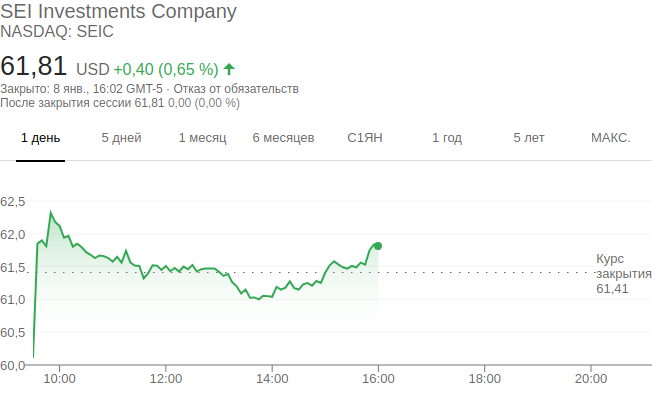 SEI Investments Company
NASDAQ: SEIC
61,81 USD +0,40 (0,65 %)
Закрыто: 8 янв., 16:02 GMT-5 · Отказ от обязательств
После закрытия сессии 61,81 0,00 (0,00 %)
1 день 5 дней 1 месяц 6 месяцев С1ЯН 1 год 5 лет МАКС.
62,5
62,0
61,5
61,0
60,5
60,0
Курс
закрытия
61,41
10:00 12:00 14:00 16:00 18:00 20:00